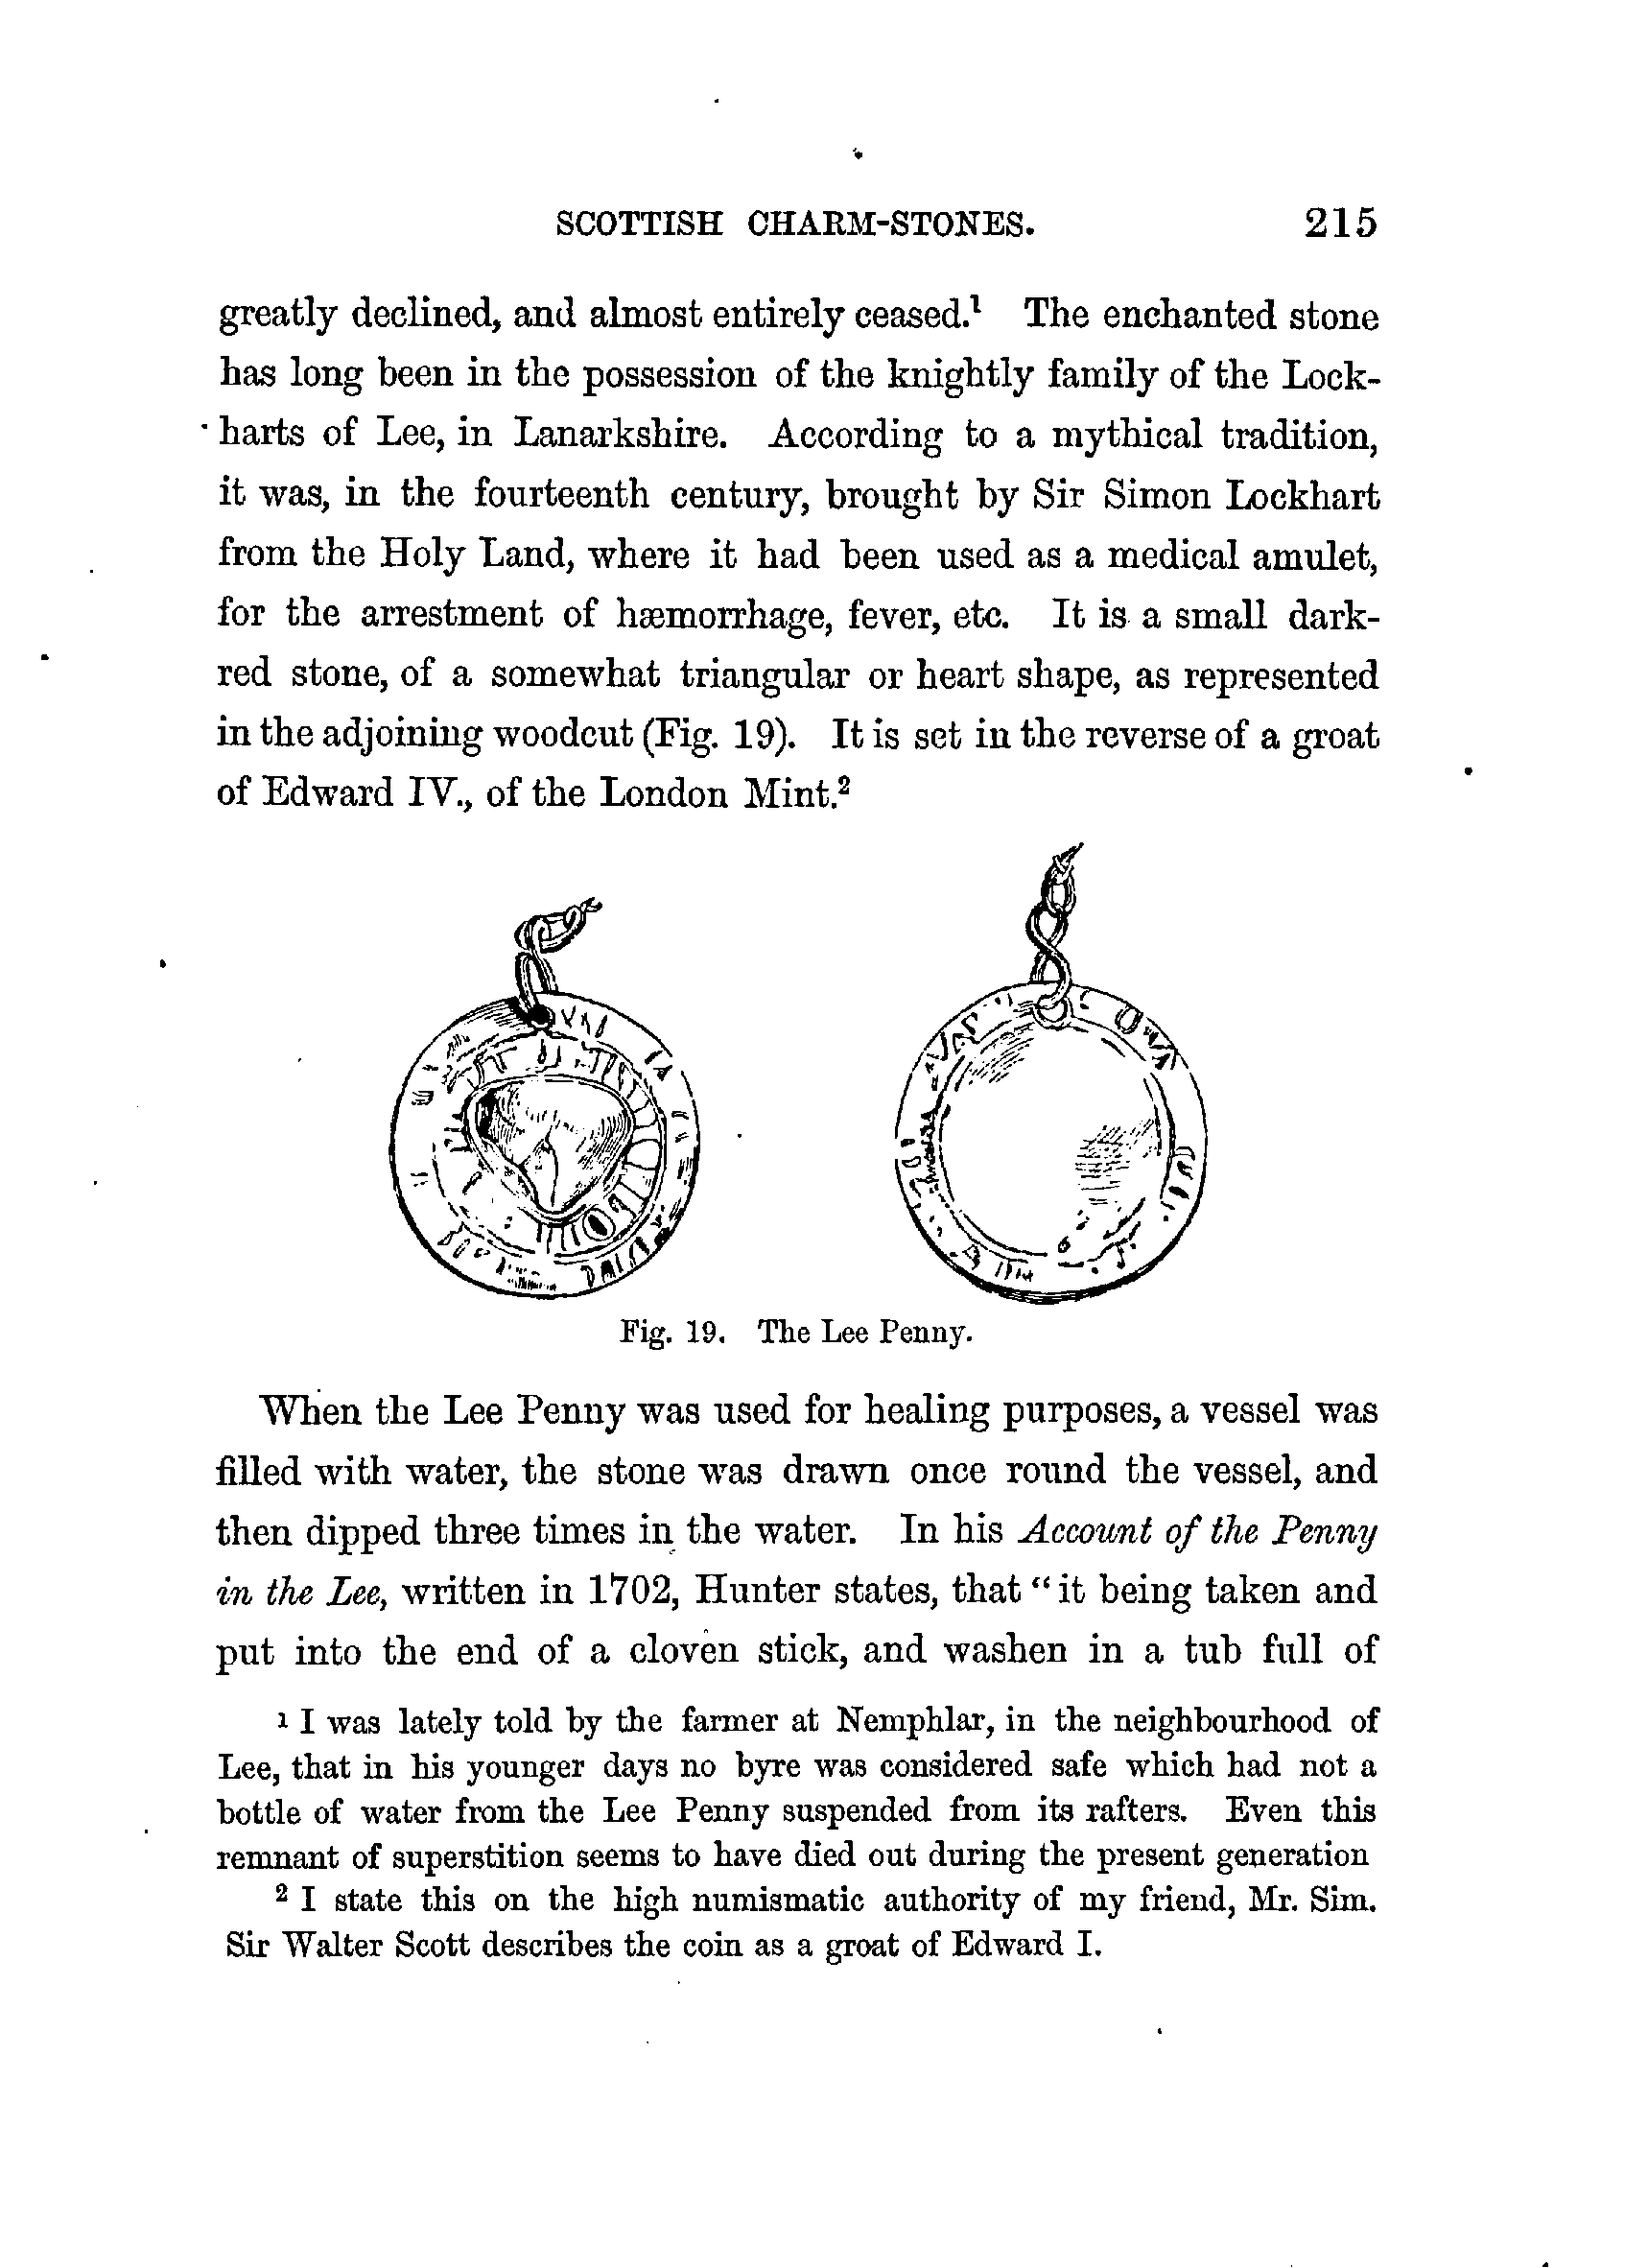 SCOTTISH CHARM-STONES. 215
greatly declined, and almost entirely ceased.¹ The enchanted stone
has long been in the possession of the knightly family of the Lock-
harts of Lee, in Lanarkshire. According to a mythical tradition,
it was, in the fourteenth century, brought by Sir Simon Lockhart
from the Holy Land, where it had been used as a medical amulet,
for the arrestment of hæmorrhage, fever, etc. It is a small dark-
red stone, of a somewhat triangular or heart shape, as represented
in the adjoining woodcut (Fig. 19). It is set in the reverse of a groat
of Edward IV., of the London Mint.²
Fig. 19. The Lee Penny.
When the Lee Penny was used for healing purposes, a vessel was
filled with water, the stone was drawn once round the vessel, and
then dipped three times in the water. In his Account of the Penny
in the Lee, written in 1702, Hunter states, that “it being taken and
put into the end of a cloven stick, and washen in a tub full of
¹ I was lately told by the farmer at Nemphlar, in the neighbourhood of
Lee, that in his younger days no byre was considered safe which had not a
bottle of water from the Lee Penny suspended from its rafters. Even this
remnant of superstition seems to have died out during the present generation
² I state this on the high numismatic authority of my friend, Mr. Sim.
Sir Walter Scott describes the coin as a groat of Edward I.